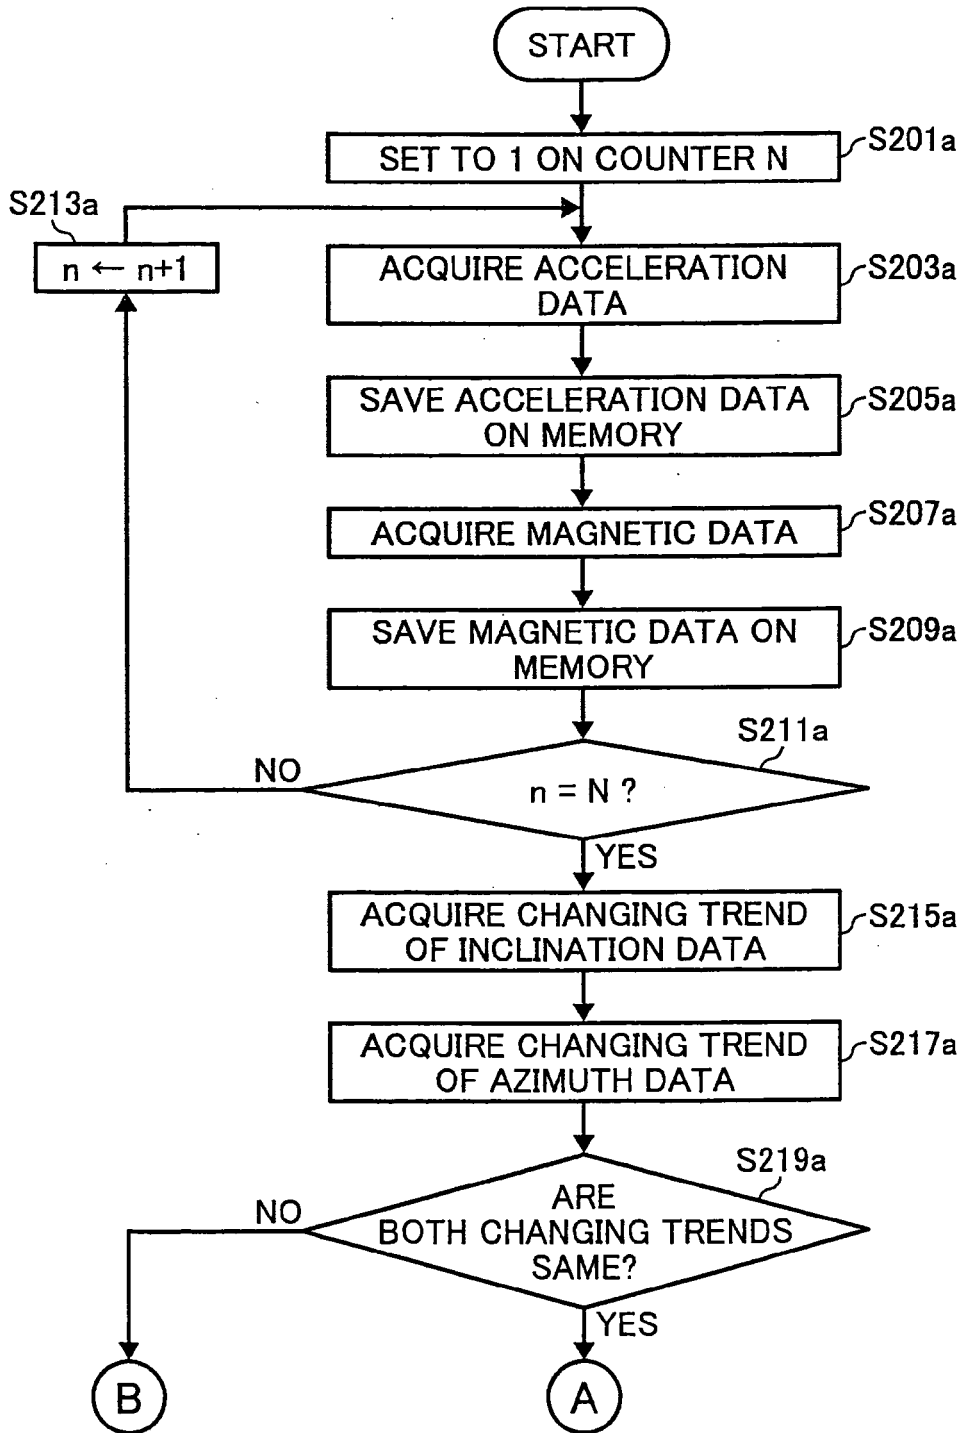 START
SET TO 1 ON COUNTER N
S201a
S213a
n ← n+1
ACQUIRE ACCELERATION
DATA
S203a
SAVE ACCELERATION DATA
ON MEMORY
S205a
ACQUIRE MAGNETIC DATA
S207a
SAVE MAGNETIC DATA ON
MEMORY
S209a
S211a
NO
n = N ?
YES
ACQUIRE CHANGING TREND
OF INCLINATION DATA
S215a
ACQUIRE CHANGING TREND
OF AZIMUTH DATA
S217a
S219a
NO
ARE
BOTH CHANGING TRENDS
SAME?
YES
B
A